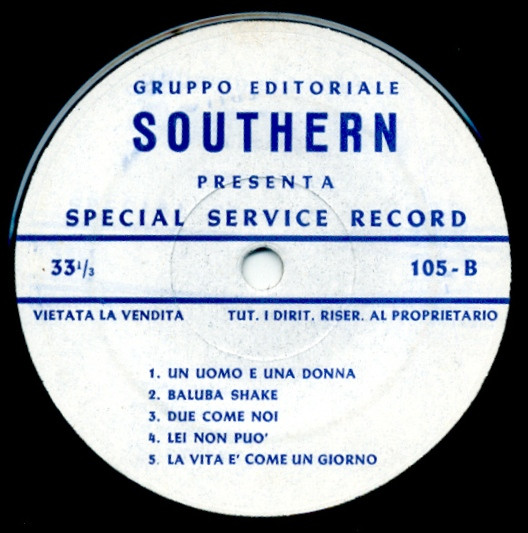 GRUPPO EDITORIALE
SOUTHERN
PRESENTA
SPECIAL SERVICE RECORD
33 1/3 105-B
VIETATA LA VENDITA TUT. I DIRIT. RISER. AL PROPRIETARIO
1. UN UOMO E UNA DONNA
2. BALUBA SHAKE
3. DUE COME NOI
4. LEI NON PUO'
5. LA VITA E' COME UN GIORNO